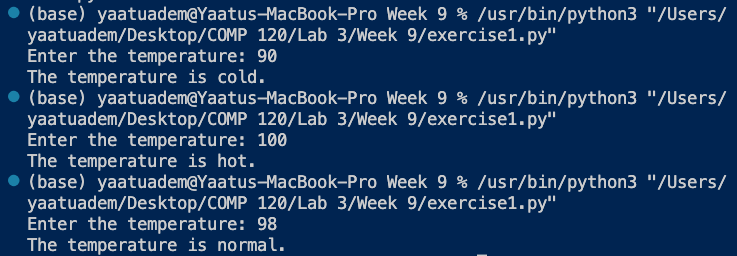 (base) yaatuadem@Yaatus-MacBook-Pro Week 9 % /usr/bin/python3 "/Users/
yaatuadem/Desktop/COMP 120/Lab 3/Week 9/exercise1.py"
Enter the temperature: 90
The temperature is cold.
(base) yaatuadem@Yaatus-MacBook-Pro Week 9 % /usr/bin/python3 "/Users/
yaatuadem/Desktop/COMP 120/Lab 3/Week 9/exercise1.py"
Enter the temperature: 100
The temperature is hot.
(base) yaatuadem@Yaatus-MacBook-Pro Week 9 % /usr/bin/python3 "/Users/
yaatuadem/Desktop/COMP 120/Lab 3/Week 9/exercise1.py"
Enter the temperature: 98
The temperature is normal.